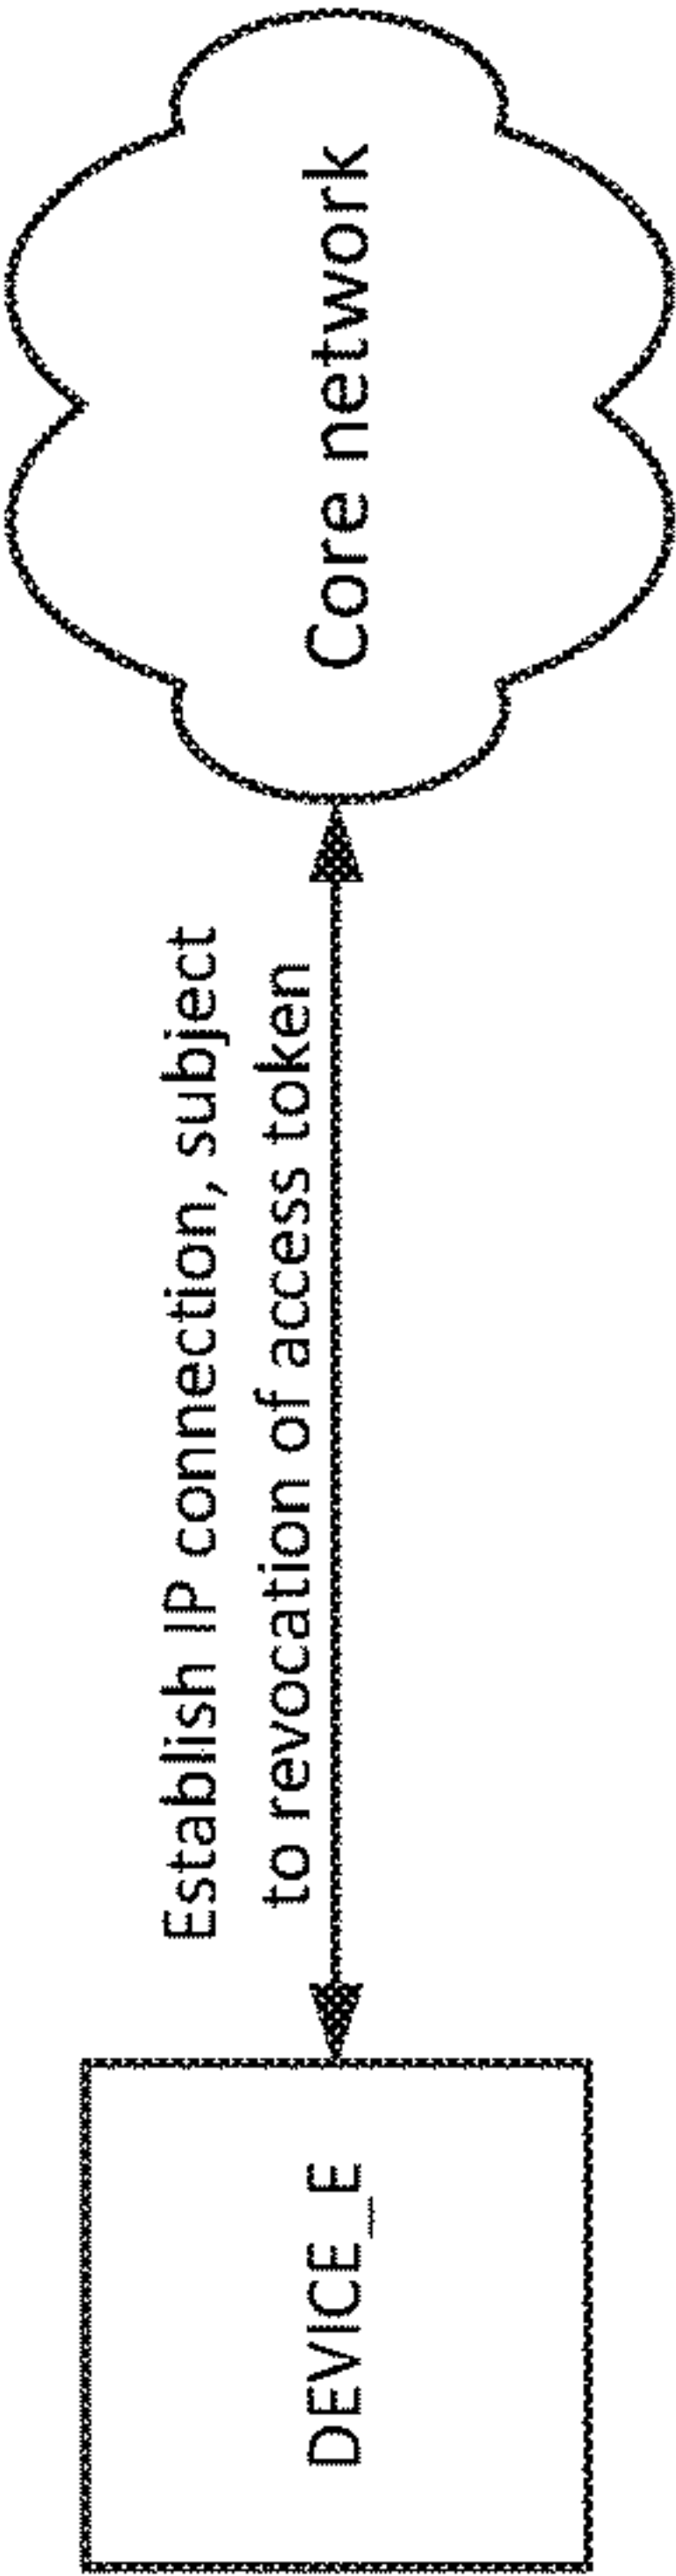 DEVICE_E
Establish IP connection, subject
to revocation of access token
Core network